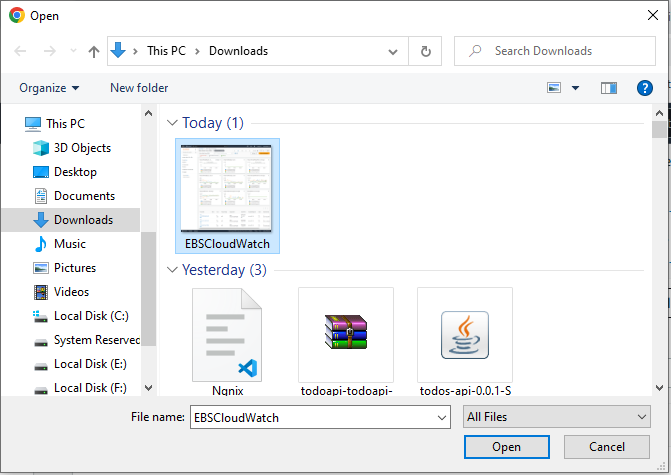 Open
This PC > Downloads
Search Downloads
Organize
New folder
This PC
3D Objects
Desktop
Documents
Downloads
Music
Pictures
Videos
Local Disk (C:)
System Reserved
Local Disk (E:)
Local Disk (F:)
Today (1)
EBSCloudWatch
Yesterday (3)
Ngnix
todoapi-todoapi-
todos-api-0.0.1-S
File name:
EBSCloudWatch
All Files
Open
Cancel